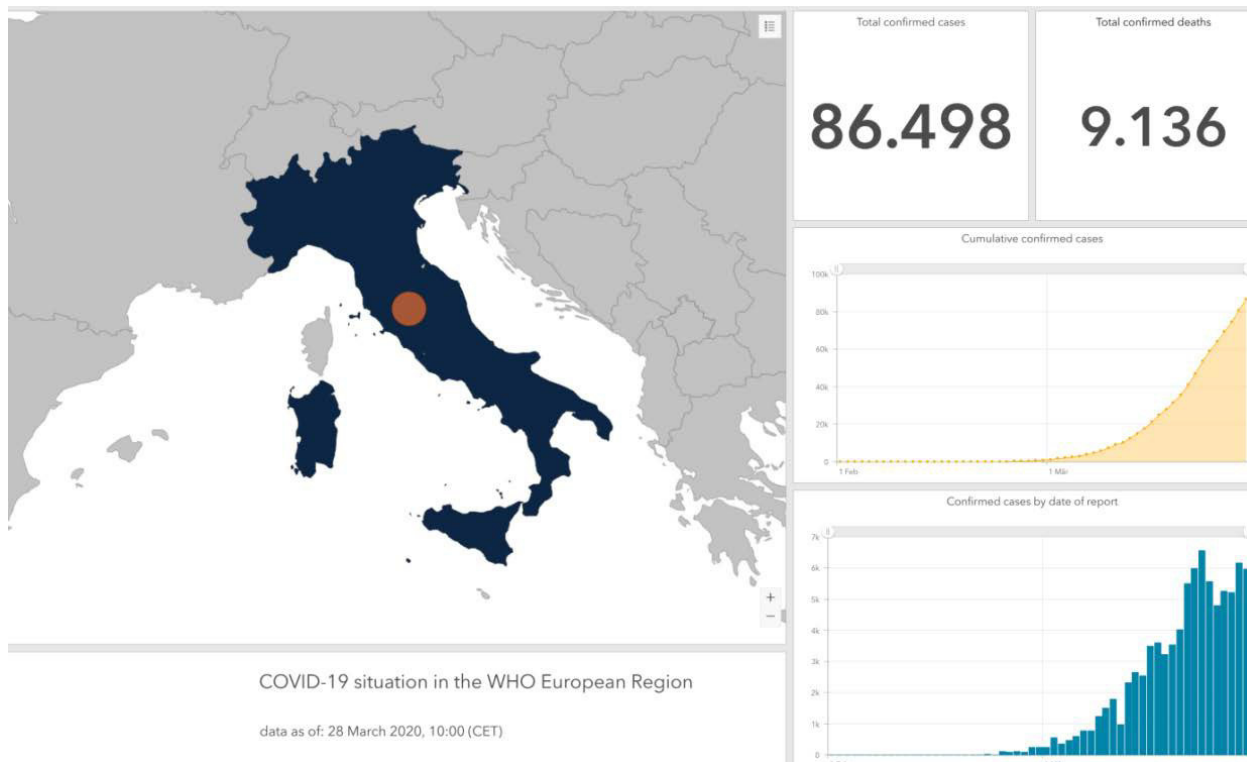 Total confirmed cases
86.498
Total confirmed deaths
9.136
Cumulative confirmed cases
100k
80k
60k
40k
20k
0
1 Feb
1 Mär
Confirmed cases by date of report
7k
6k
5k
4k
3k
2k
1k
0
+
−
COVID-19 situation in the WHO European Region
data as of: 28 March 2020, 10:00 (CET)